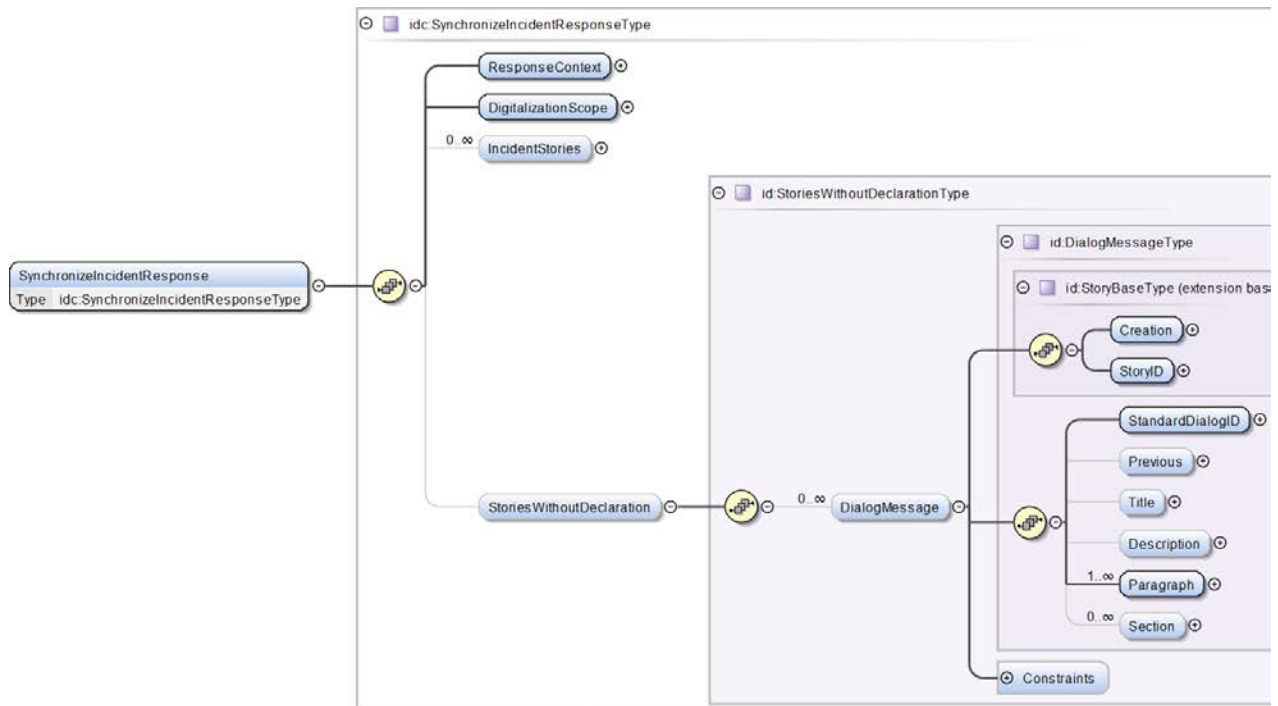 idc:SynchronizeIncidentResponseType
ResponseContext
DigitalizationScope
0..∞
IncidentStories
id:StoriesWithoutDeclarationType
id:DialogMessageType
id:StoryBaseType (extension bas
Creation
StoryID
SynchronizeIncidentResponse
Type idc:SynchronizeIncidentResponseType
StandardDialogID
Previous
Title
Description
1..∞
Paragraph
0..∞
Section
StoriesWithoutDeclaration
0..∞
DialogMessage
Constraints